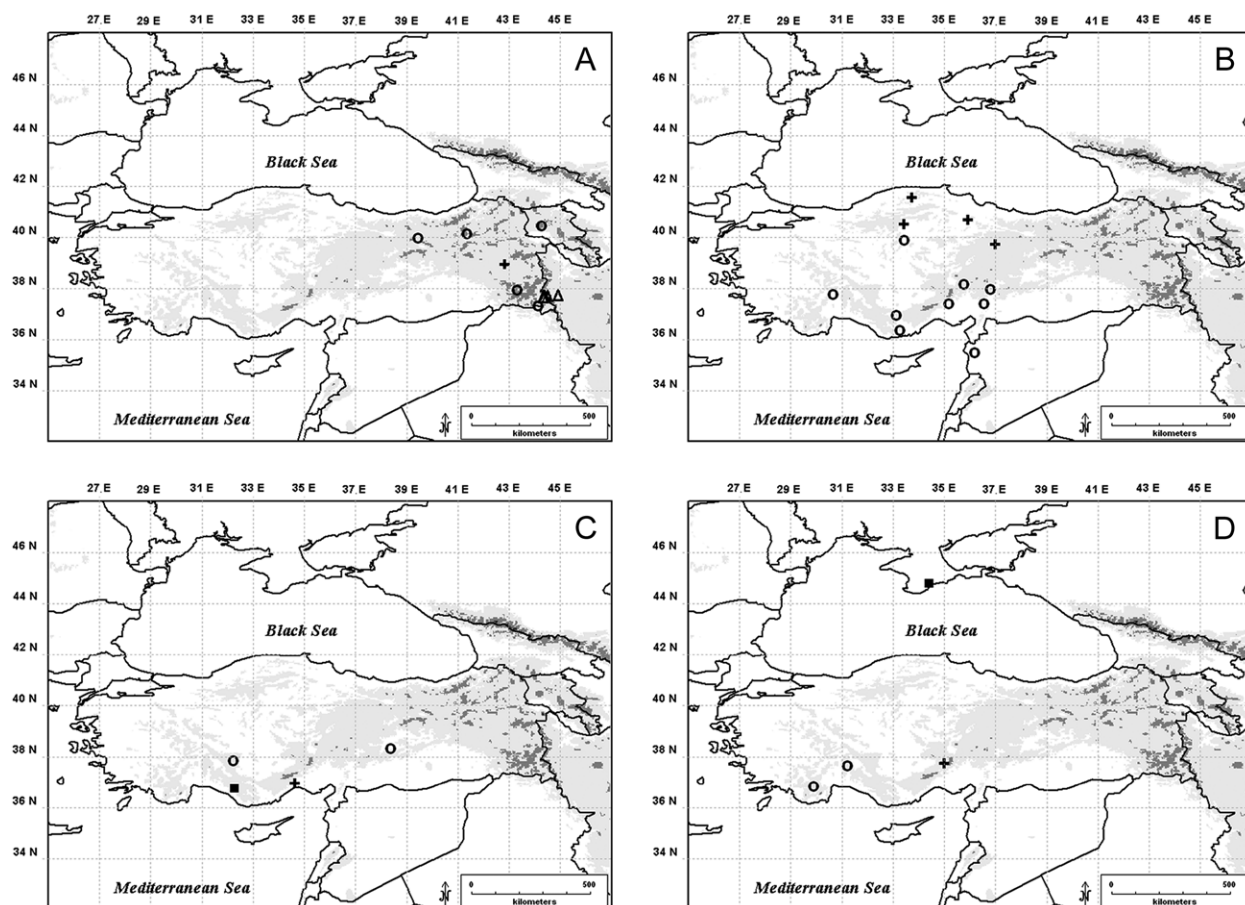 27 E 29 E 31 E 33 E 35 E 37 E 39 E 41 E 43 E 45 E
A
46 N
44 N
Black Sea
42 N
40 N
38 N
36 N
34 N
Mediterranean Sea
N
0 500
kilometers
27 E 29 E 31 E 33 E 35 E 37 E 39 E 41 E 43 E 45 E
B
46 N
44 N
Black Sea
42 N
40 N
38 N
36 N
34 N
Mediterranean Sea
N
0 500
kilometers
27 E 29 E 31 E 33 E 35 E 37 E 39 E 41 E 43 E 45 E
C
46 N
44 N
Black Sea
42 N
40 N
38 N
36 N
34 N
Mediterranean Sea
N
0 500
kilometers
27 E 29 E 31 E 33 E 35 E 37 E 39 E 41 E 43 E 45 E
D
46 N
44 N
Black Sea
42 N
40 N
38 N
36 N
34 N
Mediterranean Sea
N
0 500
kilometers